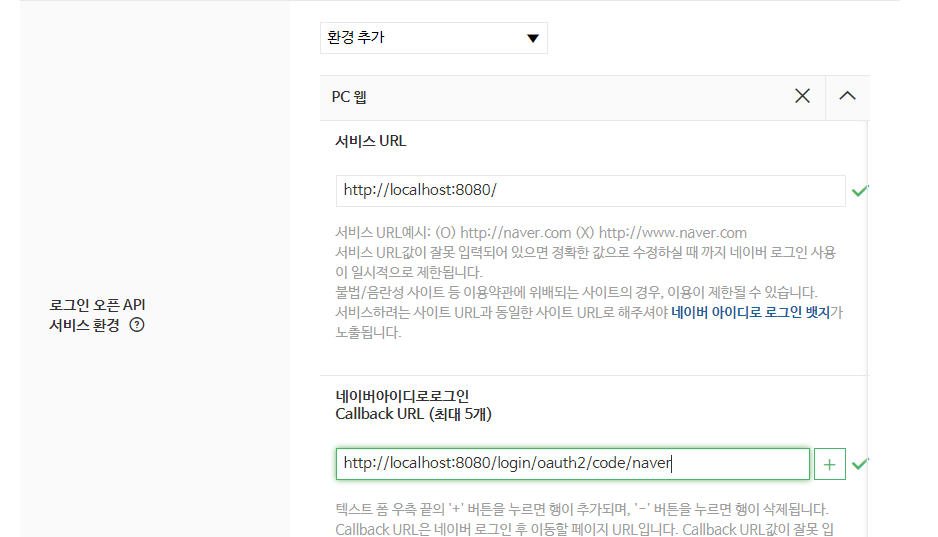 환경 추가
PC 웹
서비스 URL
http://localhost:8080/
서비스 URL예시: (O) http://naver.com (X) http://www.naver.com
서비스 URL값이 잘못 입력되어 있으면 정확한 값으로 수정하실 때 까지 네이버 로그인 사용
이 일시적으로 제한됩니다.
불법/음란성 사이트 등 이용약관에 위배되는 사이트의 경우, 이용이 제한될 수 있습니다.
서비스하려는 사이트 URL과 동일한 사이트 URL로 해주셔야 네이버 아이디로 로그인 뱃지가
노출됩니다.
로그인 오픈 API
서비스 환경 ?
네이버아이디로로그인
Callback URL (최대 5개)
http://localhost:8080/login/oauth2/code/naver
+
텍스트 폼 우측 끝의 '+' 버튼을 누르면 행이 추가되며, '-' 버튼을 누르면 행이 삭제됩니다.
Callback URL은 네이버 로그인 후 이동할 페이지 URL입니다. Callback URL값이 잘못 입